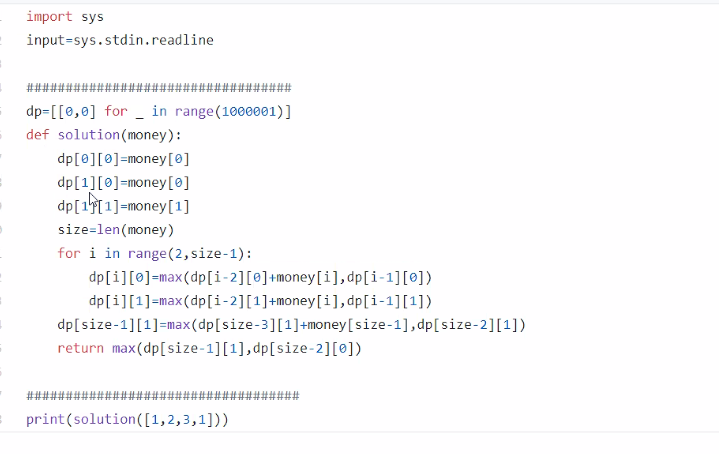 import sys
input=sys.stdin.readline
##################################
dp=[[0,0] for _ in range(1000001)]
def solution(money):
dp[0][0]=money[0]
dp[1][0]=money[0]
dp[1][1]=money[1]
size=len(money)
for i in range(2,size-1):
dp[i][0]=max(dp[i-2][0]+money[i],dp[i-1][0])
dp[i][1]=max(dp[i-2][1]+money[i],dp[i-1][1])
dp[size-1][1]=max(dp[size-3][1]+money[size-1],dp[size-2][1])
return max(dp[size-1][1],dp[size-2][0])
###################################
print(solution([1,2,3,1]))